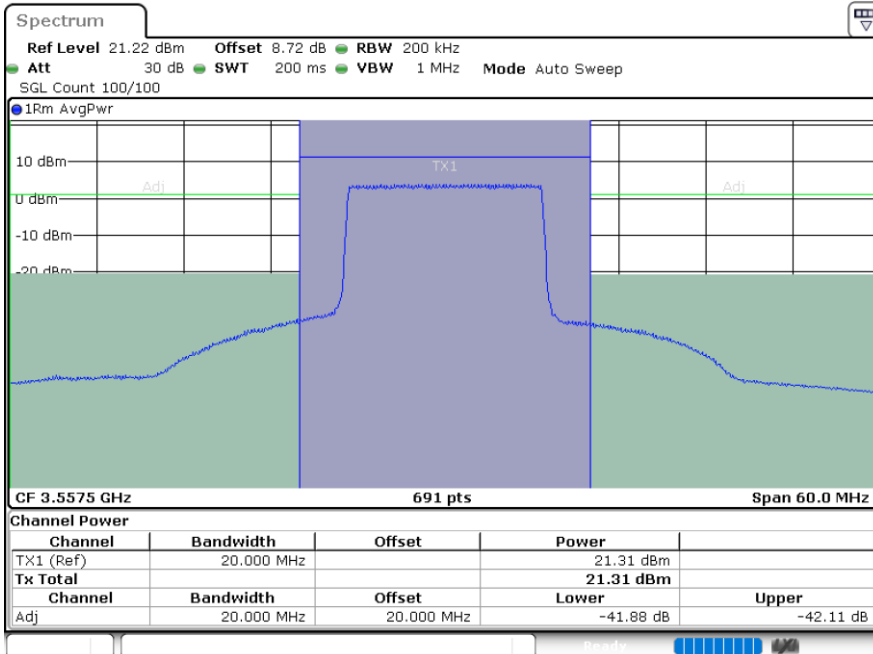 Spectrum
Ref Level 21.22 dBm Offset 8.72 dB RBW 200 kHz
Att 30 dB SWT 200 ms VBW 1 MHz Mode Auto Sweep
SGL Count 100/100
1Rm AvgPwr
10 dBm
TX1
Adj Adj
0 dBm
-10 dBm
-20 dBm
CF 3.5575 GHz 691 pts Span 60.0 MHz
Channel Power
Channel Bandwidth Offset Power
TX1 (Ref) 20.000 MHz 21.31 dBm
Tx Total 21.31 dBm
Channel Bandwidth Offset Lower Upper
Adj 20.000 MHz 20.000 MHz -41.88 dB -42.11 dB
Ready